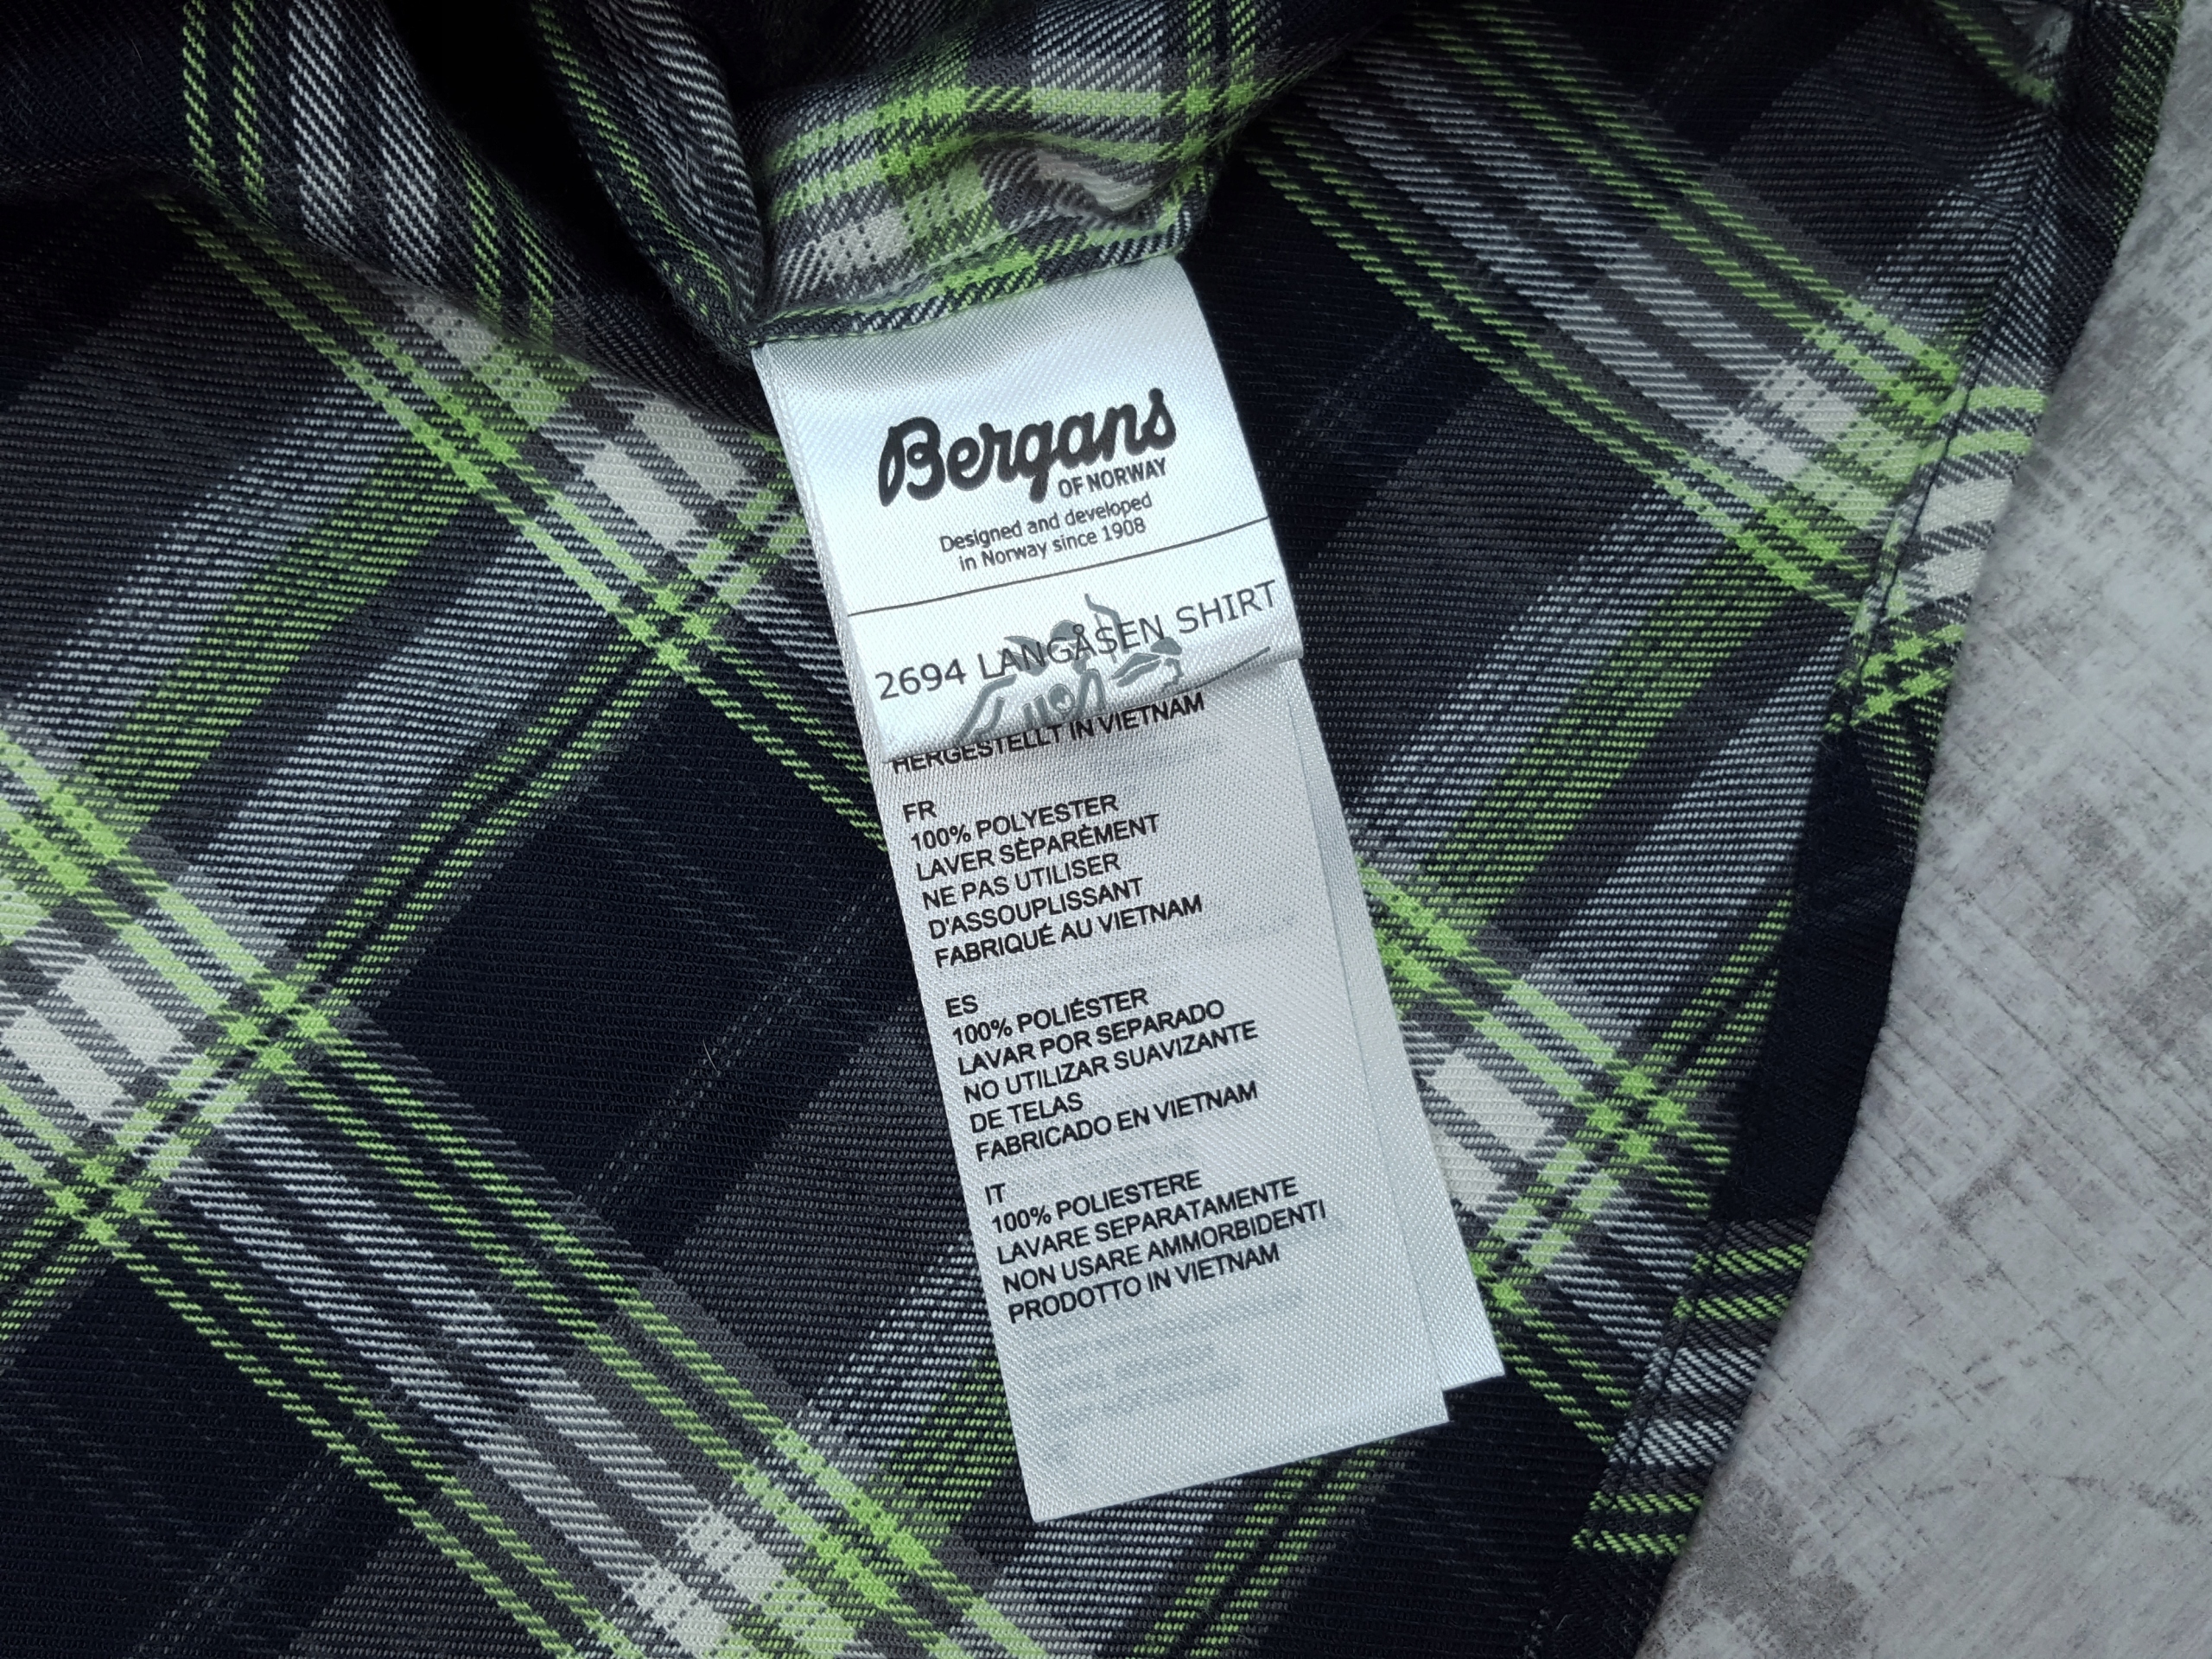 Bergans
OF NORWAY
Designed and developed
in Norway since 1908
2694 LANGÅSEN SHIRT
HERGESTELLT IN VIETNAM
FR
100% POLYESTER
LAVER SÈPARÈMENT
NE PAS UTILISER
D'ASSOUPLISSANT
FABRIQUÉ AU VIETNAM
ES
100% POLIÉSTER
LAVAR POR SEPARADO
NO UTILIZAR SUAVIZANTE
DE TELAS
FABRICADO EN VIETNAM
IT
100% POLIESTERE
LAVARE SEPARATAMENTE
NON USARE AMMORBIDENTI
PRODOTTO IN VIETNAM